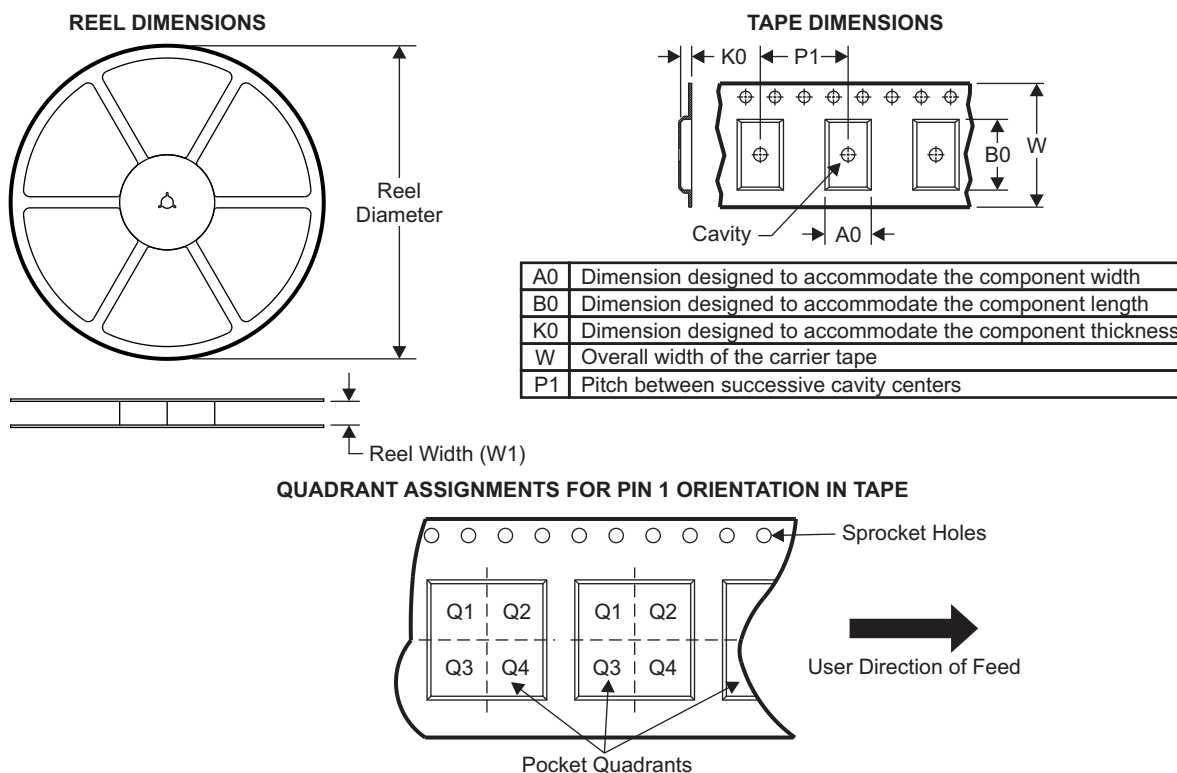 REEL DIMENSIONS
Reel
Diameter
Reel Width (W1)
TAPE DIMENSIONS
K0
P1
B0
W
Cavity
A0
A0 Dimension designed to accommodate the component width
B0 Dimension designed to accommodate the component length
K0 Dimension designed to accommodate the component thickness
W Overall width of the carrier tape
P1 Pitch between successive cavity centers
QUADRANT ASSIGNMENTS FOR PIN 1 ORIENTATION IN TAPE
Sprocket Holes
Q1 Q2 Q1 Q2
Q3 Q4 Q3 Q4
User Direction of Feed
Pocket Quadrants